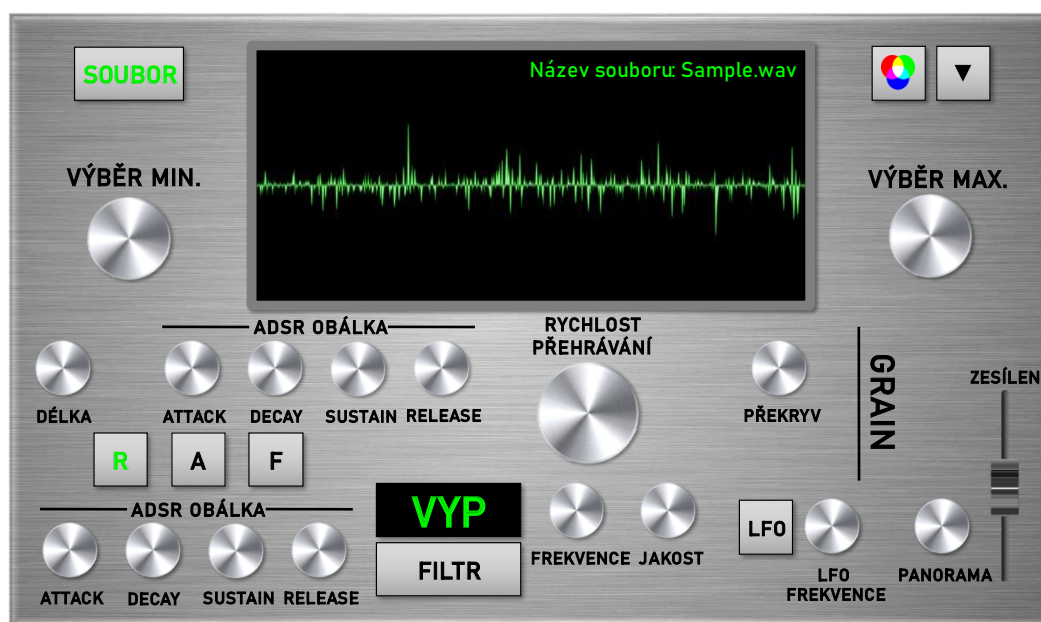 SOUBOR
Název souboru: Sample.wav
▼
VÝBĚR MIN.
VÝBĚR MAX.
ADSR OBÁLKA
RYCHLOST
PŘEHRÁVÁNÍ
DÉLKA
ATTACK
DECAY
SUSTAIN
RELEASE
PŘEKRYV
GRAIN
ZESÍLEN
R
A
F
ADSR OBÁLKA
VYP
FILTR
FREKVENCE
JAKOST
LFO
LFO
FREKVENCE
PANORAMA
ATTACK
DECAY
SUSTAIN
RELEASE